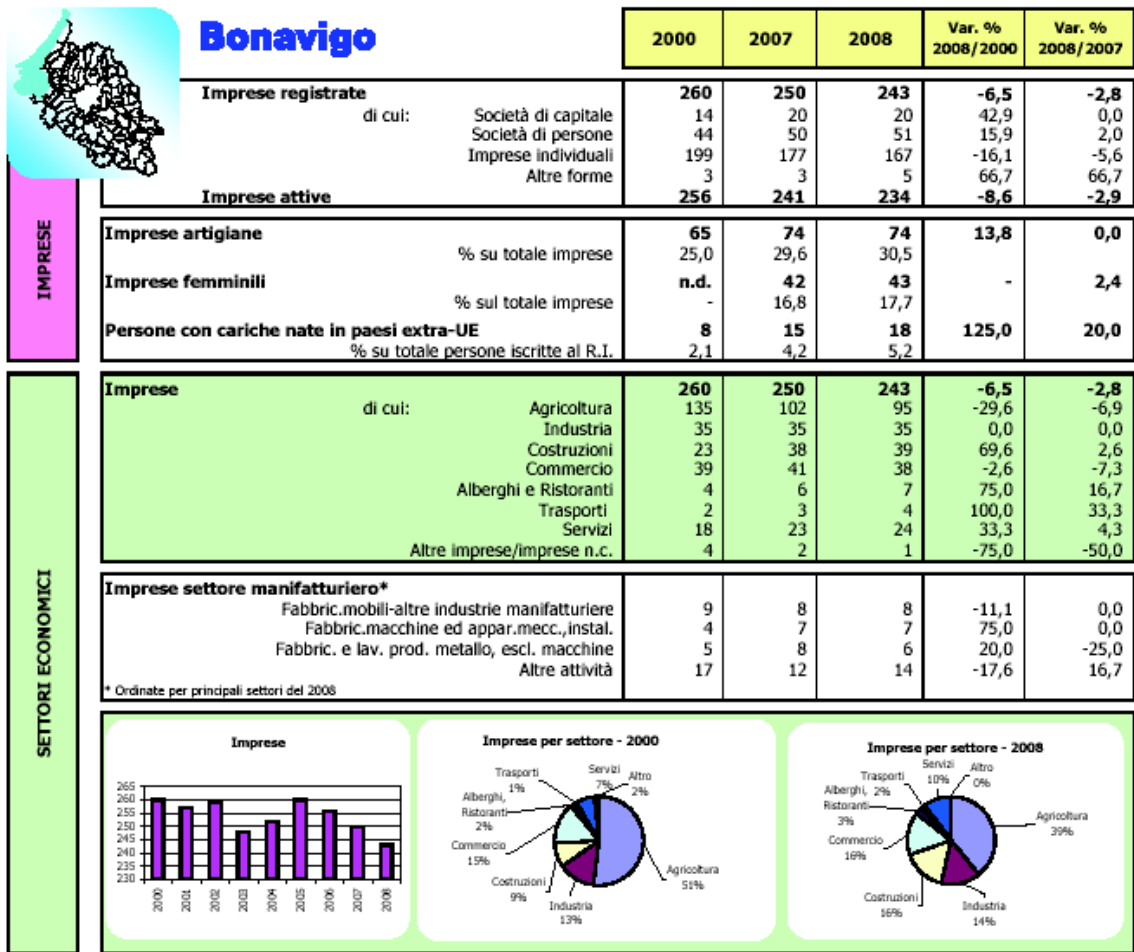 Bonavigo
2000 2007 2008 Var. % 2008/2000 Var. % 2008/2007
Imprese registrate 260 250 243 -6,5 -2,8
di cui: Società di capitale 14 20 20 42,9 0,0
Società di persone 44 50 51 15,9 2,0
Imprese individuali 199 177 167 -16,1 -5,6
Altre forme 3 3 5 66,7 66,7
Imprese attive 256 241 234 -8,6 -2,9
IMPRESE
Imprese artigiane 65 74 74 13,8 0,0
% su totale imprese 25,0 29,6 30,5
Imprese femminili n.d. 42 43 - 2,4
% sul totale imprese - 16,8 17,7
Persone con cariche nate in paesi extra-UE 8 15 18 125,0 20,0
% su totale persone iscritte al R.I. 2,1 4,2 5,2
SETTORI ECONOMICI
Imprese 260 250 243 -6,5 -2,8
di cui: Agricoltura 135 102 95 -29,6 -6,9
Industria 35 35 35 0,0 0,0
Costruzioni 23 38 39 69,6 2,6
Commercio 39 41 38 -2,6 -7,3
Alberghi e Ristoranti 4 6 7 75,0 16,7
Trasporti 2 3 4 100,0 33,3
Servizi 18 23 24 33,3 4,3
Altre imprese/imprese n.c. 4 2 1 -75,0 -50,0
Imprese settore manifatturiero*
Fabbric.mobili-altre industrie manifatturiere 9 8 8 -11,1 0,0
Fabbric.macchine ed appar.mecc.,instal. 4 7 7 75,0 0,0
Fabbric. e lav. prod. metallo, escl. macchine 5 8 6 20,0 -25,0
Altre attività 17 12 14 -17,6 16,7
* Ordinate per principali settori del 2008
Imprese
265
260
255
250
245
240
235
230
2000 2001 2002 2003 2004 2005 2006 2007 2008
Imprese per settore - 2000
Trasporti
1%
Servizi
7%
Altro
2%
Alberghi,
Ristoranti
2%
Commercio
15%
Costruzioni
9%
Industria
13%
Agricoltura
51%
Imprese per settore - 2008
Trasporti
2%
Servizi
10%
Altro
0%
Alberghi,
Ristoranti
3%
Commercio
16%
Costruzioni
16%
Industria
14%
Agricoltura
39%